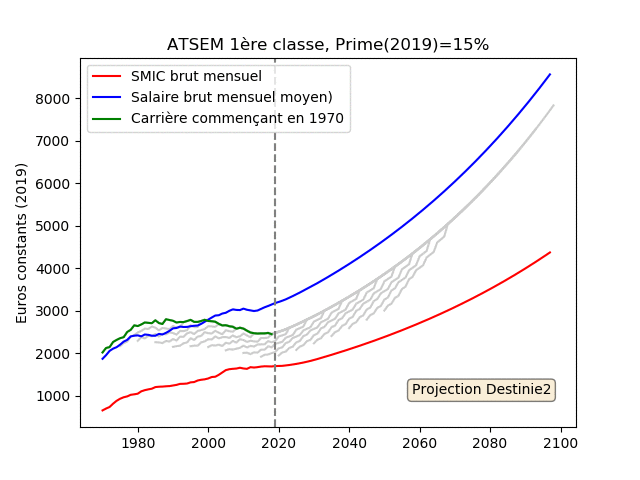 ATSEM 1ère classe, Prime(2019)=15%
SMIC brut mensuel
Salaire brut mensuel moyen)
Carrière commençant en 1970
Euros constants (2019)
8000
7000
6000
5000
4000
3000
2000
1000
Projection Destinie2
1980 2000 2020 2040 2060 2080 2100